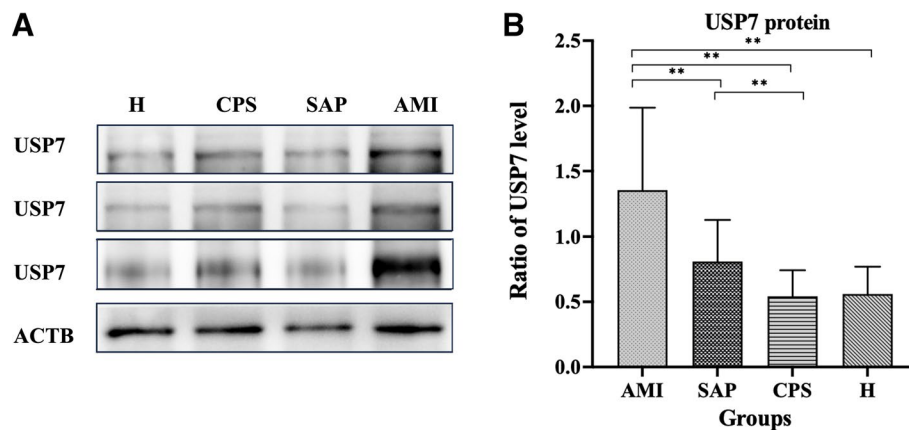 A
H CPS SAP AMI
USP7
USP7
USP7
ACTB
B
USP7 protein
Ratio of USP7 level
2.5
2.0
1.5
1.0
0.5
0.0
**
**
** **
AMI SAP CPS H
Groups